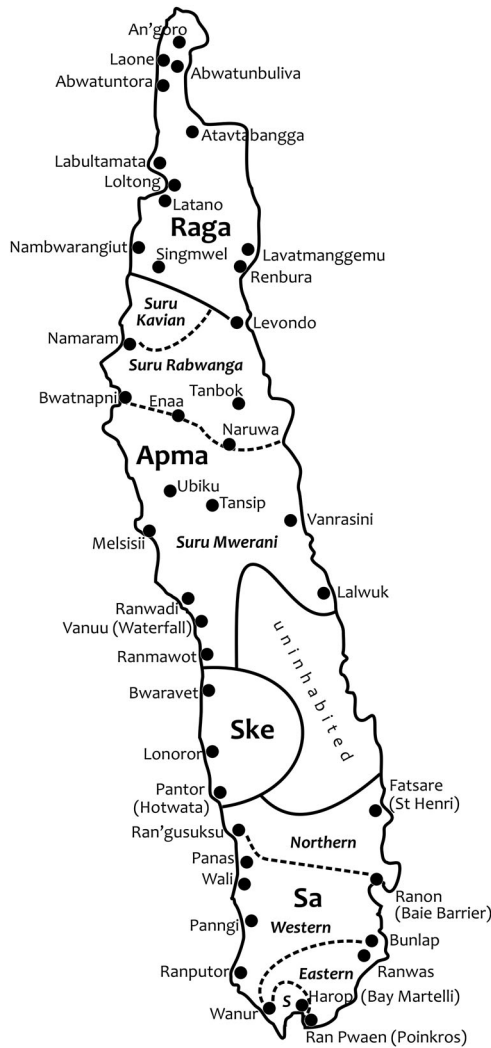 An'goro
Laone
Abwatunbuliva
Abwatuntora
Atavtabangga
Labultamata
Loltong
Latano
Raga
Nambwarangiut
Singmwel
Lavatmanggemu
Renbura
Suru
Kavian
Levondo
Namaram
Suru Rabwanga
Bwatnapni
Enaa
Tanbok
Naruwa
Apma
Ubiku
Tansip
Vanrasini
Melsisii
Suru Mwerani
Lalwuk
Ranwadi
Vanuu (Waterfall)
uninhabited
Ranmawot
Bwaravet
Ske
Lonoror
Pantor
(Hotwata)
Fatsare
(St Henri)
Ran'gusuksu
Northern
Panas
Wali
Sa
Ranon
(Baie Barrier)
Panngi
Western
Bunlap
Ranputor
Eastern
Ranwas
S
Harop (Bay Martelli)
Wanur
Ran Pwaen (Poinkros)